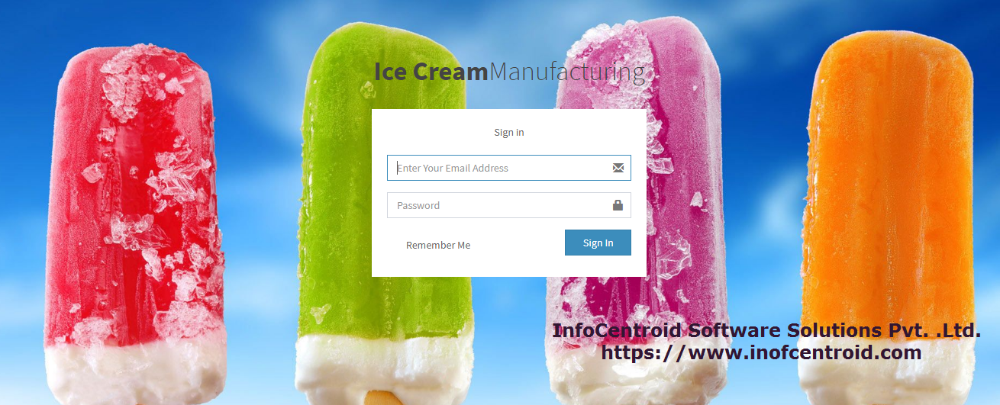 Ice CreamManufacturing
Sign in
Enter Your Email Address
Password
Remember Me
Sign In
InfoCentroid Software Solutions Pvt. .Ltd.
https://www.inofcentroid.com